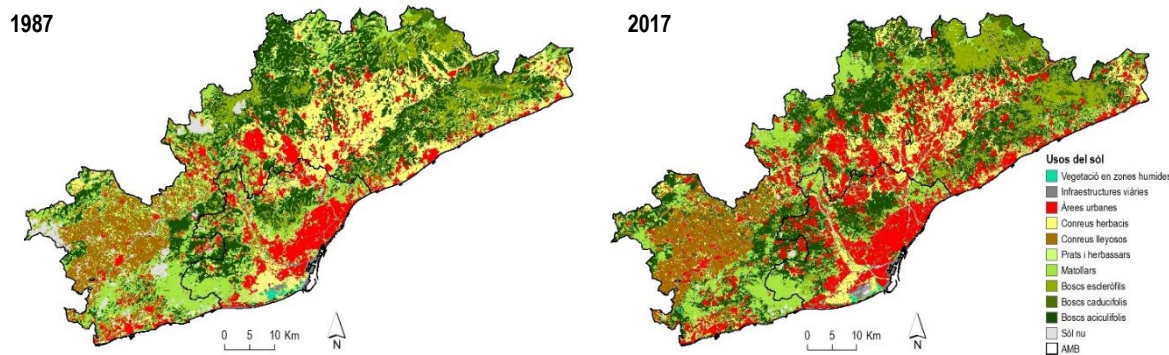 1987
2017
0 5 10 Km
N
0 5 10 Km
N
Usos del sòl
Vegetació en zones humides
Infraestructures viàries
Àrees urbanes
Conreus herbacis
Conreus lleyosos
Prats i herbassars
Matollars
Boscs escleròfils
Boscs caducifolis
Boscs aciculifolis
Sòl nu
AMB